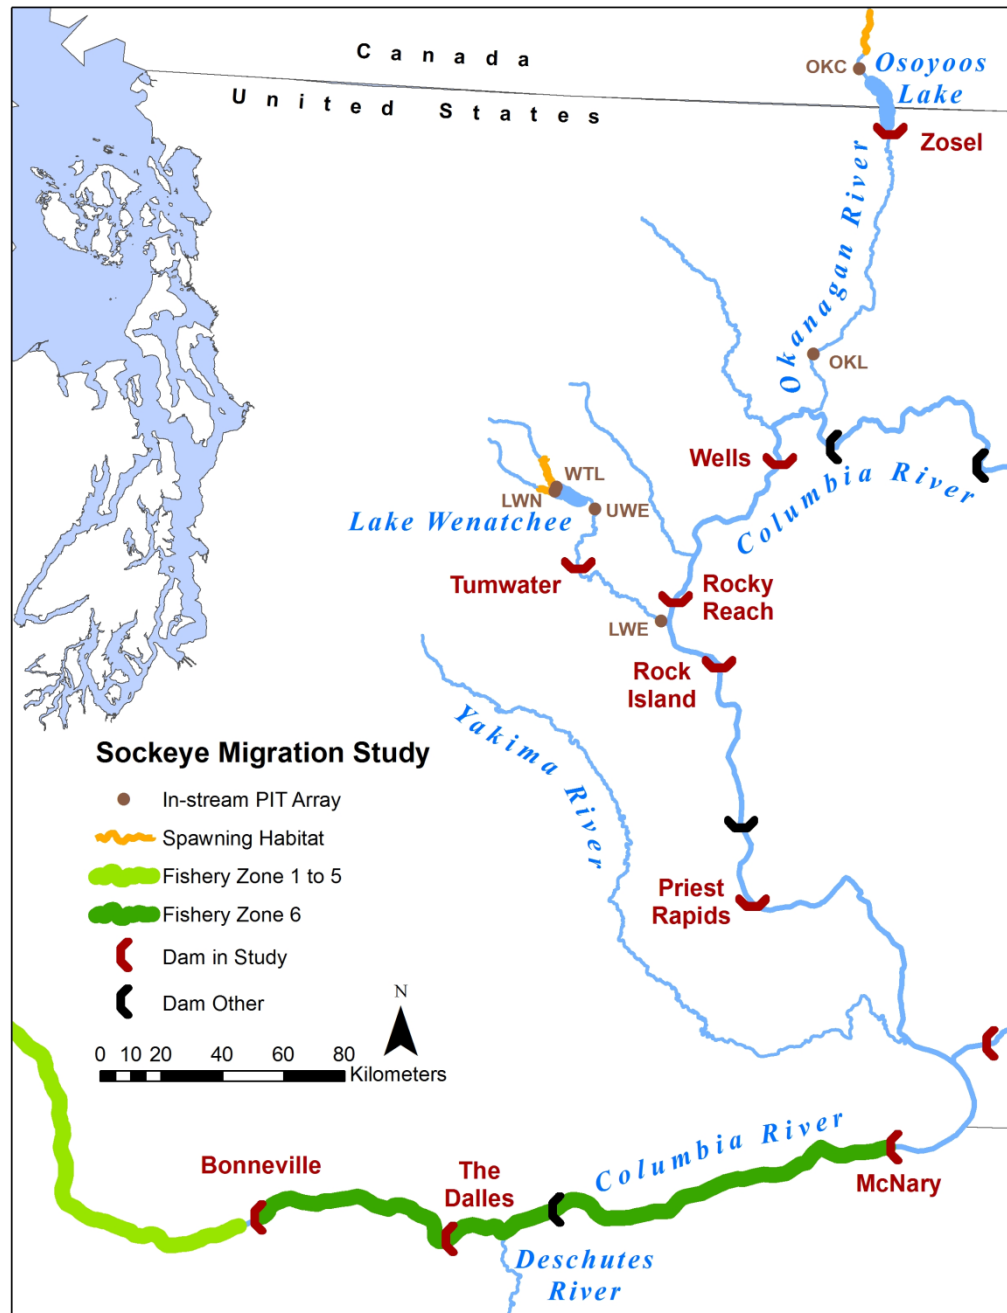 Canada
United States
OKC
Osoyoos
Lake
Zosel
Okanagan River
OKL
Wells
Columbia River
WTL
LWN
UWE
Lake Wenatchee
Tumwater
Rocky
Reach
LWE
Rock
Island
Yakima River
Sockeye Migration Study
In-stream PIT Array
Spawning Habitat
Fishery Zone 1 to 5
Fishery Zone 6
Dam in Study
Dam Other
N
0 10 20 40 60 80
Kilometers
Priest
Rapids
Columbia River
Bonneville
The
Dalles
McNary
Deschutes
River